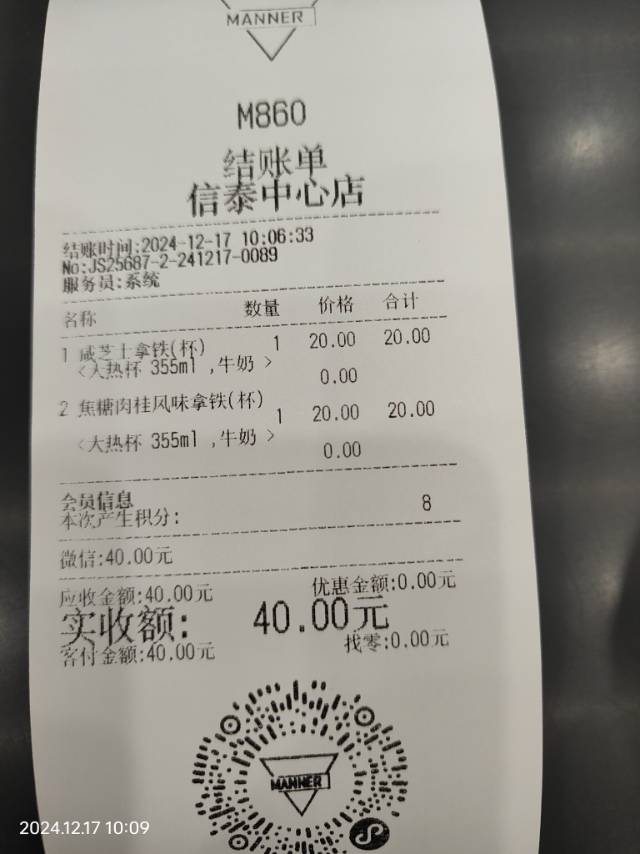 MANNER
M860
结账单
信泰中心店
结账时间:2024-12-17 10:06:33
No:JS25687-2-241217-0089
服务员:系统
名称 数量 价格 合计
1 咸芝士拿铁(杯) 1 20.00 20.00
<大热杯 355ml ,牛奶 > 0.00
2 焦糖肉桂风味拿铁(杯) 1 20.00 20.00
<大热杯 355ml ,牛奶 > 0.00
会员信息
本次产生积分: 8
微信:40.00元
应收金额:40.00元 优惠金额:0.00元
实收额: 40.00元
客付金额:40.00元 找零:0.00元
MANNER
2024.12.17 10:09